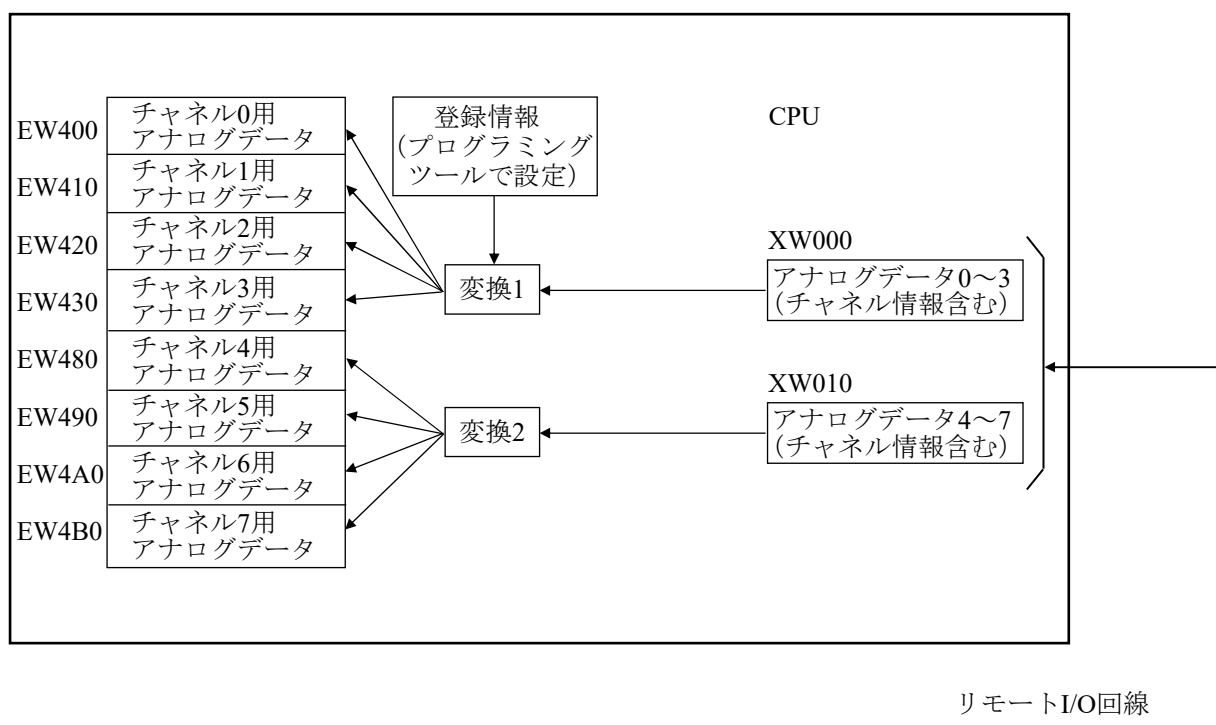 EW400
チャネル0用
アナログデータ
EW410
チャネル1用
アナログデータ
EW420
チャネル2用
アナログデータ
EW430
チャネル3用
アナログデータ
EW480
チャネル4用
アナログデータ
EW490
チャネル5用
アナログデータ
EW4A0
チャネル6用
アナログデータ
EW4B0
チャネル7用
アナログデータ
登録情報
(プログラミング
ツールで設定)
変換1
変換2
CPU
XW000
アナログデータ0～3
(チャネル情報含む)
XW010
アナログデータ4～7
(チャネル情報含む)
リモートI/O回線